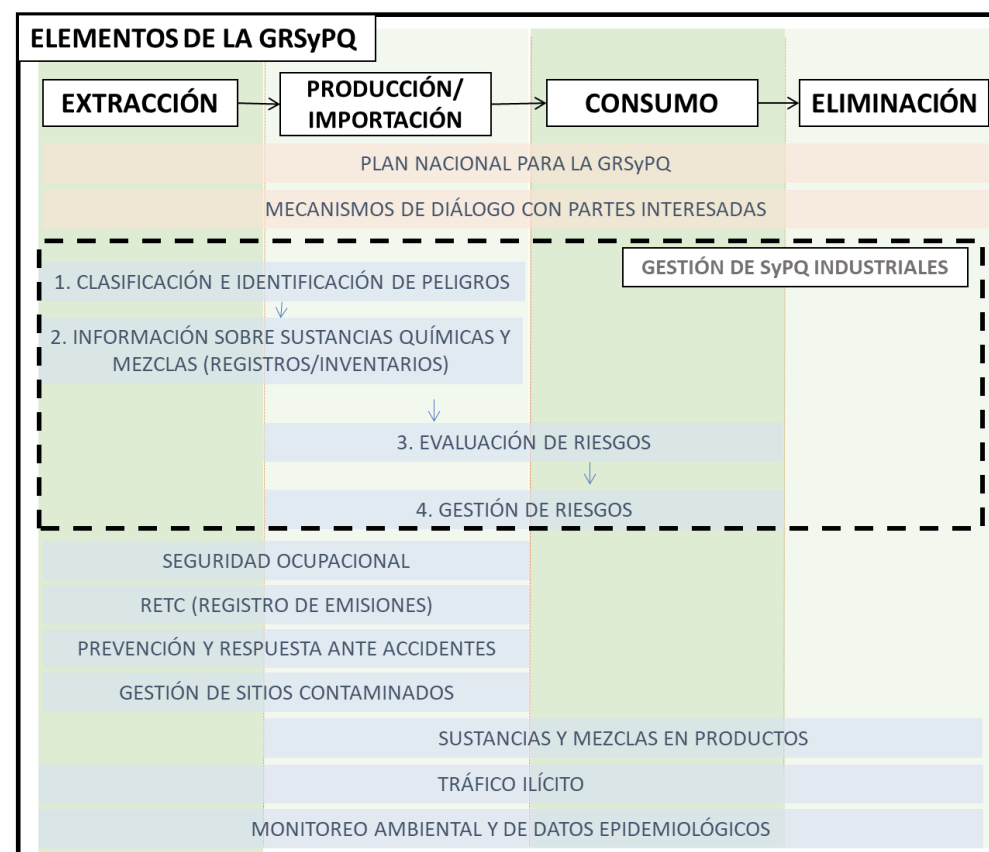 ELEMENTOS DE LA GRSyPQ
EXTRACCIÓN
PRODUCCIÓN/
IMPORTACIÓN
CONSUMO
ELIMINACIÓN
PLAN NACIONAL PARA LA GRSyPQ
MECANISMOS DE DIÁLOGO CON PARTES INTERESADAS
GESTIÓN DE SyPQ INDUSTRIALES
1. CLASIFICACIÓN E IDENTIFICACIÓN DE PELIGROS
2. INFORMACIÓN SOBRE SUSTANCIAS QUÍMICAS Y
MEZCLAS (REGISTROS/INVENTARIOS)
3. EVALUACIÓN DE RIESGOS
4. GESTIÓN DE RIESGOS
SEGURIDAD OCUPACIONAL
RETC (REGISTRO DE EMISIONES)
PREVENCIÓN Y RESPUESTA ANTE ACCIDENTES
GESTIÓN DE SITIOS CONTAMINADOS
SUSTANCIAS Y MEZCLAS EN PRODUCTOS
TRÁFICO ILÍCITO
MONITOREO AMBIENTAL Y DE DATOS EPIDEMIOLÓGICOS